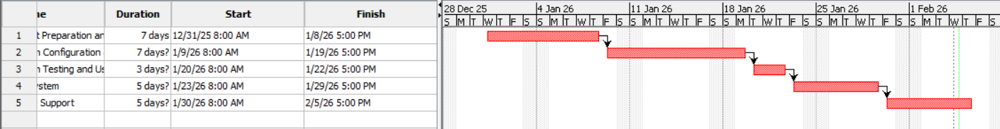 ne Duration Start Finish
28 Dec 25 4 Jan 26 11 Jan 26 18 Jan 26 25 Jan 26 1 Feb 26
S M T W T F S S M T W T F S S M T W T F S S M T W T F S S M T W T F S S M T W T F S
1 t Preparation an 7 days 12/31/25 8:00 AM 1/8/26 5:00 PM
2 n Configuration 7 days? 1/9/26 8:00 AM 1/19/26 5:00 PM
3 n Testing and Us 3 days? 1/20/26 8:00 AM 1/22/26 5:00 PM
4 ystem 5 days? 1/23/26 8:00 AM 1/29/26 5:00 PM
5 Support 5 days? 1/30/26 8:00 AM 2/5/26 5:00 PM